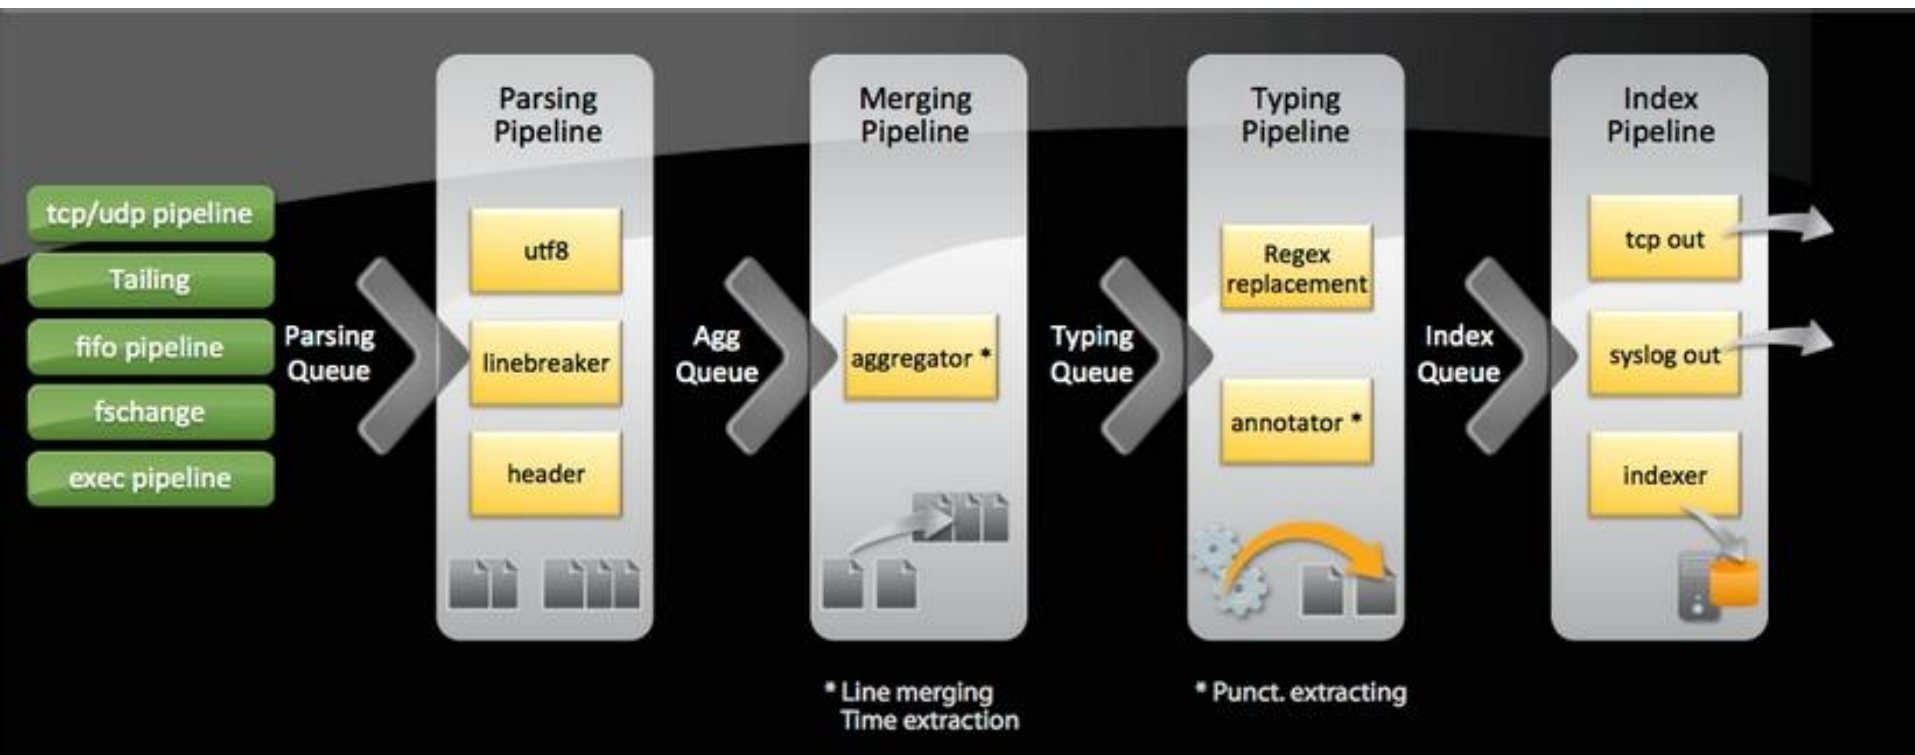 tcp/udp pipeline
Tailing
fifo pipeline
fschange
exec pipeline
Parsing
Queue
Parsing
Pipeline
utf8
linebreaker
header
Agg
Queue
Merging
Pipeline
aggregator *
* Line merging
Time extraction
Typing
Queue
Typing
Pipeline
Regex
replacement
annotator *
* Punct. extracting
Index
Queue
Index
Pipeline
tcp out
syslog out
indexer